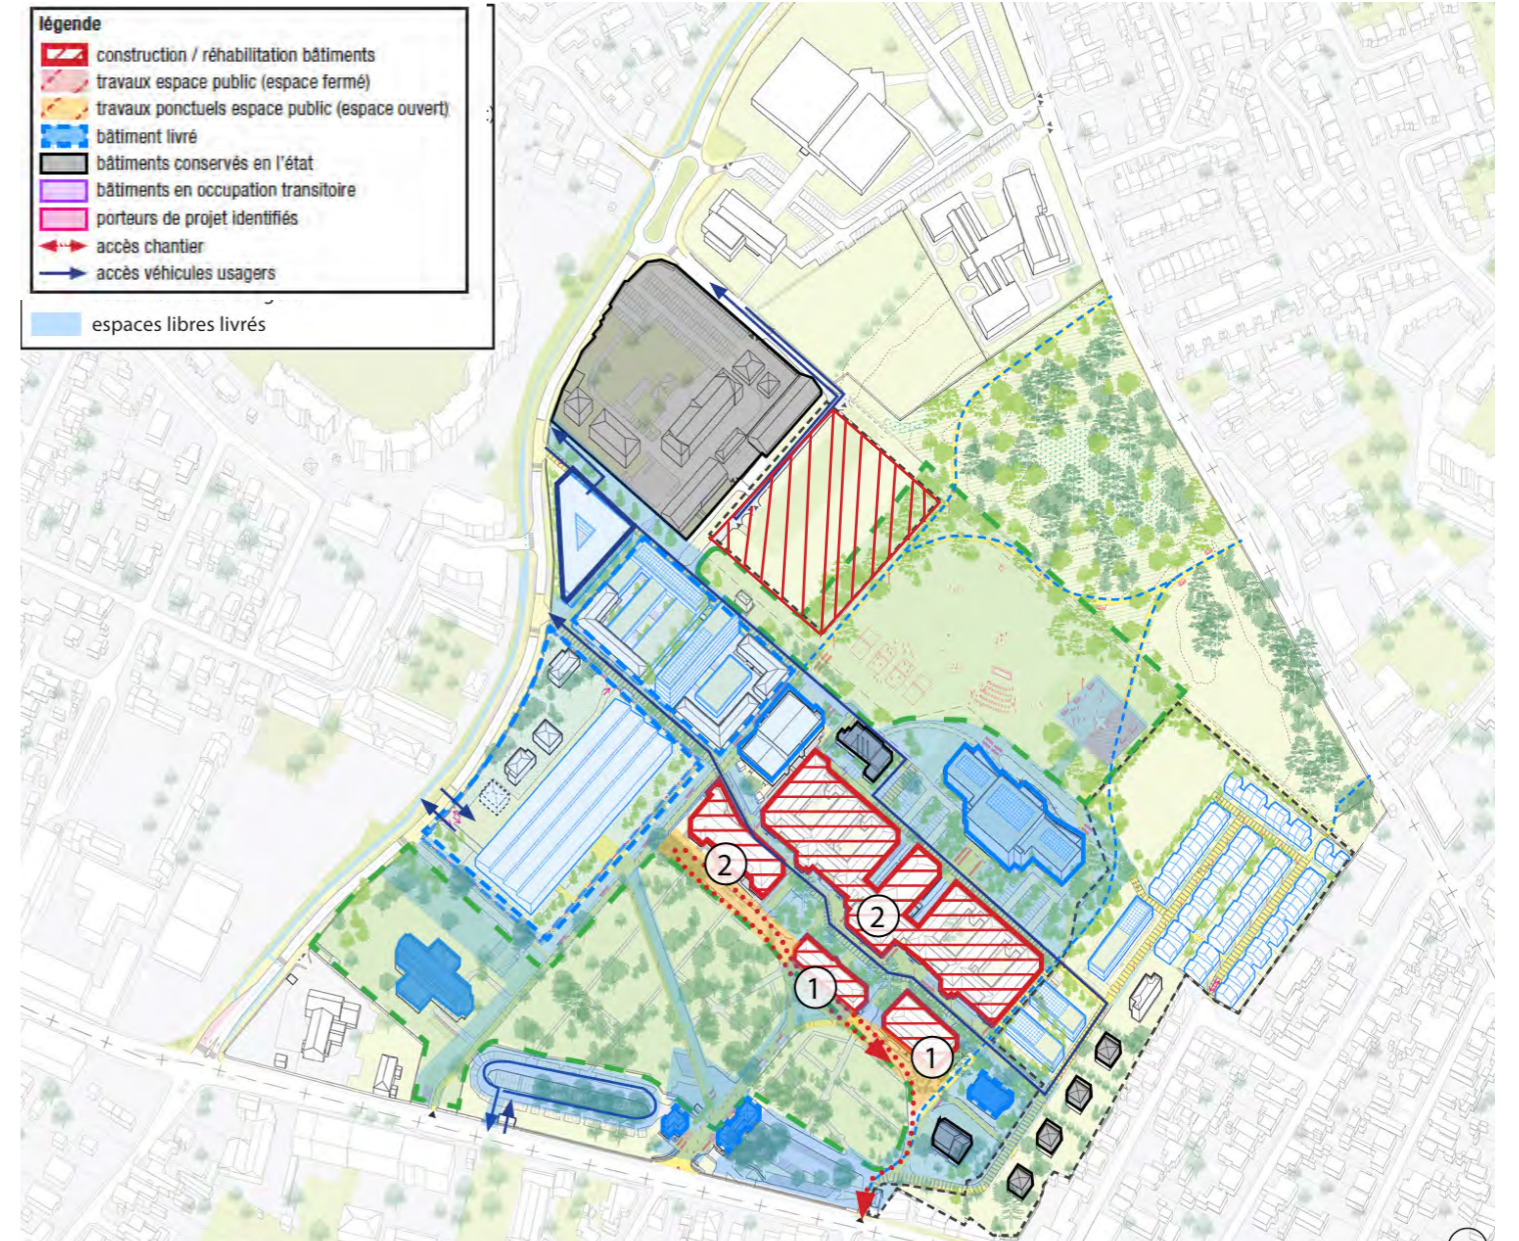 légende
construction / réhabilitation bâtiments
travaux espace public (espace fermé)
travaux ponctuels espace public (espace ouvert)
bâtiment livré
bâtiments conservés en l'état
bâtiments en occupation transitoire
porteurs de projet identifiés
accès chantier
accès véhicules usagers
espaces libres livrés
2
2
1
1